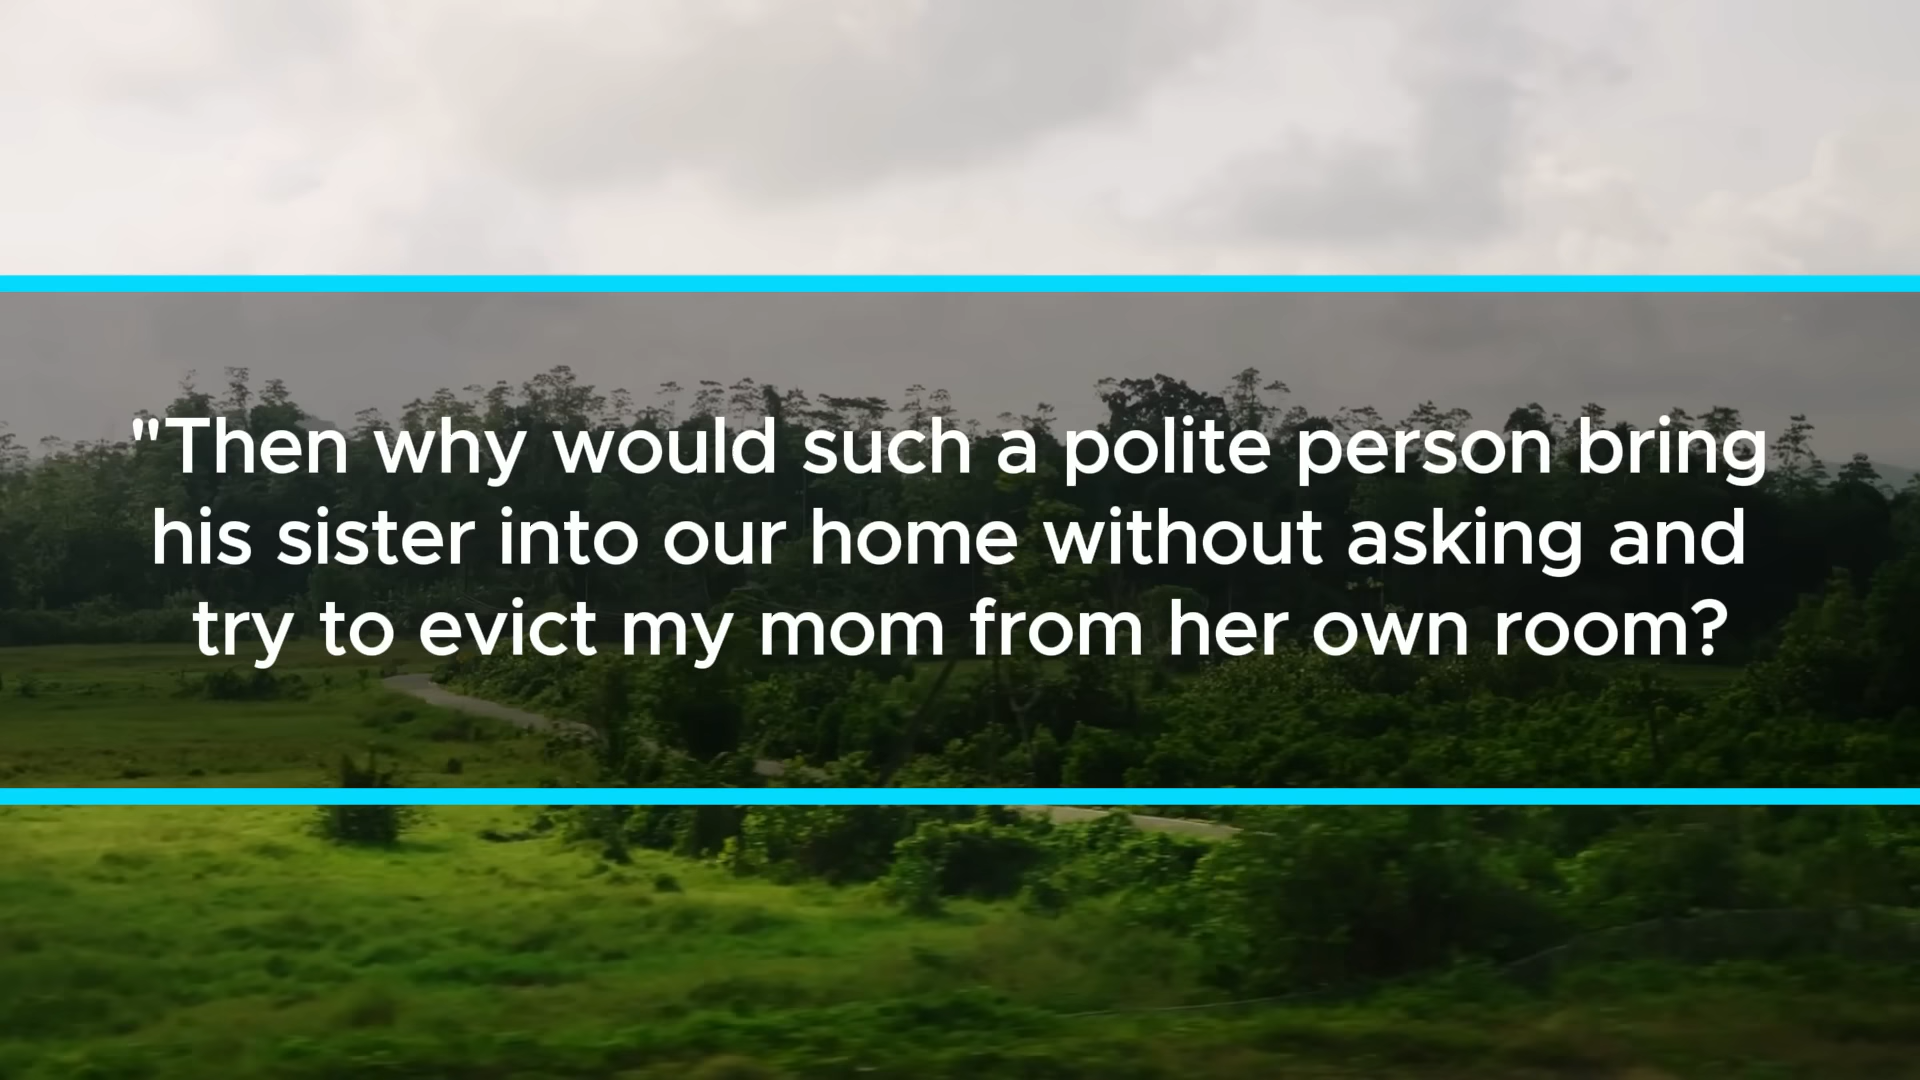 "Then why would such a polite person bring
his sister into our home without asking and
try to evict my mom from her own room?